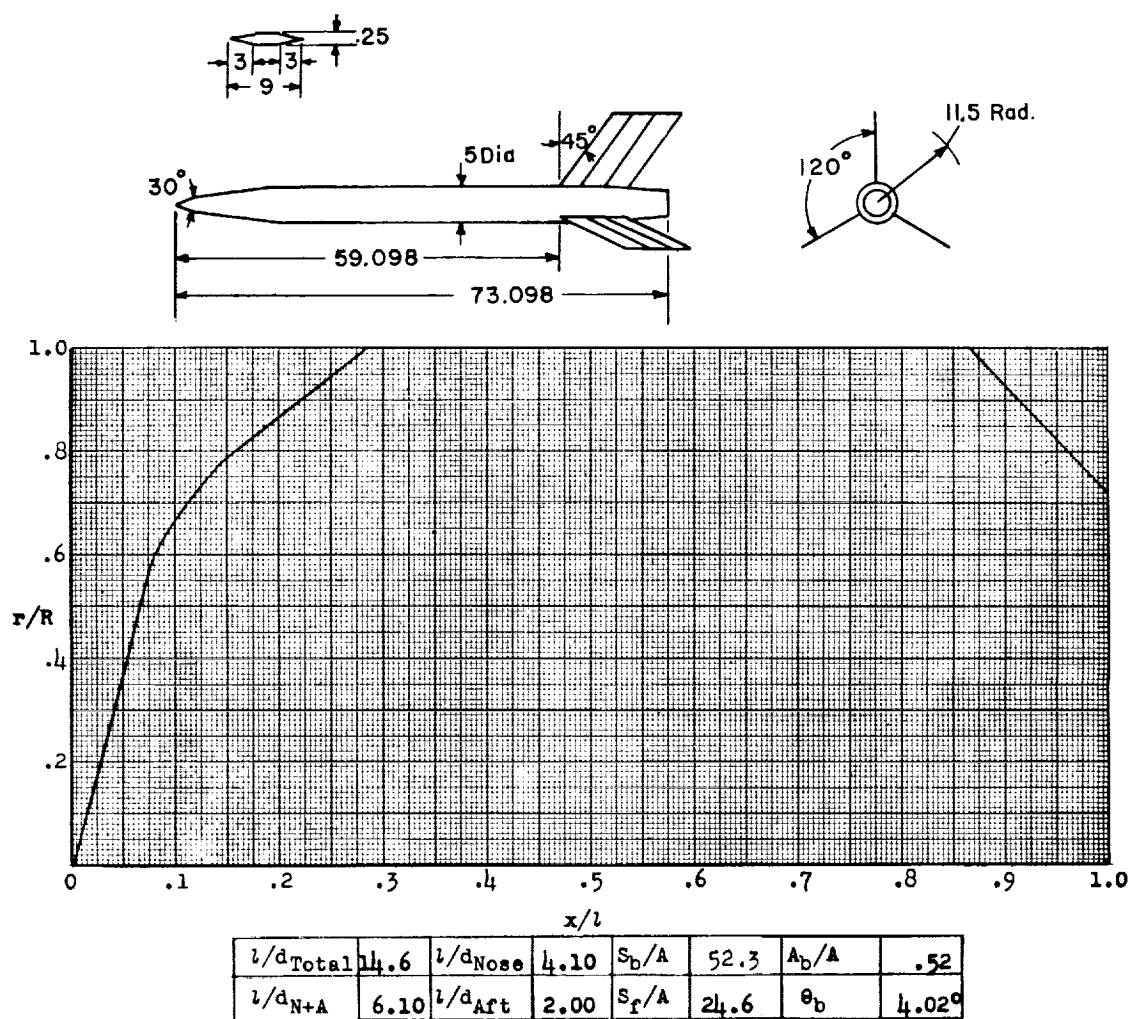 .25
3 3
9
11.5 Rad.
45°
5 Dia
120°
30°
59.098
73.098
1.0
.8
.6
r/R
.4
.2
0 .1 .2 .3 .4 .5 .6 .7 .8 .9 1.0
x/l
l/dTotal 14.6 l/dNose 4.10 Sb/A 52.3 Ab/A .52
l/dN+A 6.10 l/dAft 2.00 Sf/A 24.6 θb 4.02°